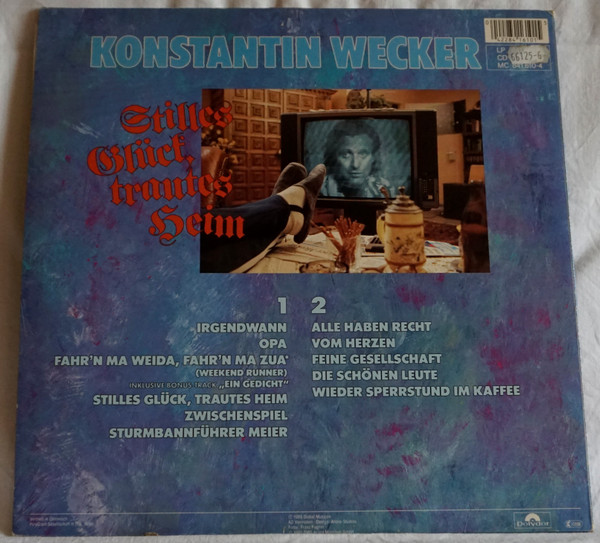 KONSTANTIN WECKER
LP
CD
MC
66125-6
Stilles
Glück,
trautes
Heim
1
IRGENDWANN
OPA
FAHR'N MA WEIDA, FAHR'N MA ZUA'
(WEEKEND RUNNER)
INKLUSIVE BONUS-TRACK „EIN GEDICHT"
STILLES GLÜCK, TRAUTES HEIM
ZWISCHENSPIEL
STURMBANNFÜHRER MEIER
2
ALLE HABEN RECHT
VOM HERZEN
FEINE GESELLSCHAFT
DIE SCHÖNEN LEUTE
WIEDER SPERRSTUND IM KAFFEE
Polydor